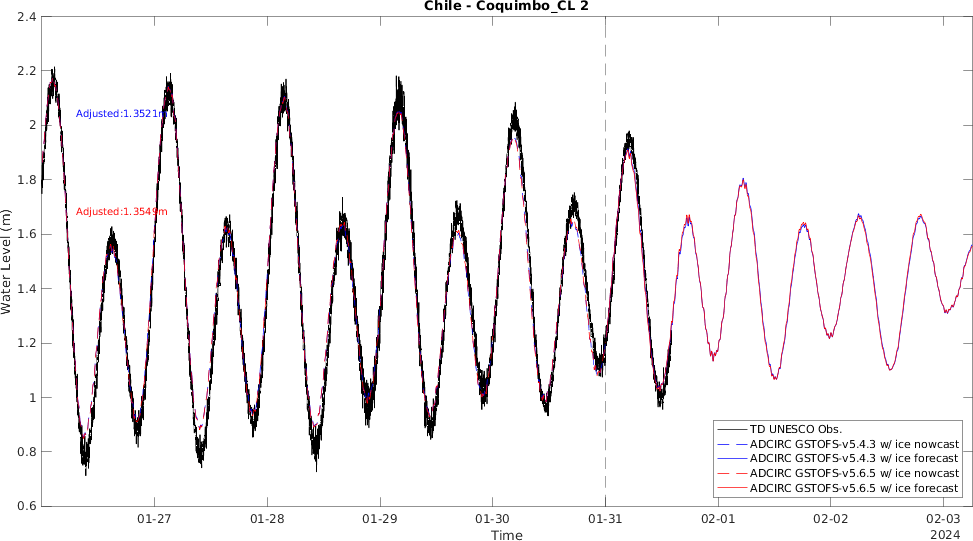 Chile - Coquimbo_CL 2
2.4
2.2
2
1.8
1.6
1.4
1.2
1
0.8
0.6
Water Level (m)
Adjusted:1.3521m
Adjusted:1.3549m
TD UNESCO Obs.
ADCIRC GSTOFS-v5.4.3 w/ ice nowcast
ADCIRC GSTOFS-v5.4.3 w/ ice forecast
ADCIRC GSTOFS-v5.6.5 w/ ice nowcast
ADCIRC GSTOFS-v5.6.5 w/ ice forecast
01-27 01-28 01-29 01-30 01-31 02-01 02-02 02-03
Time 2024